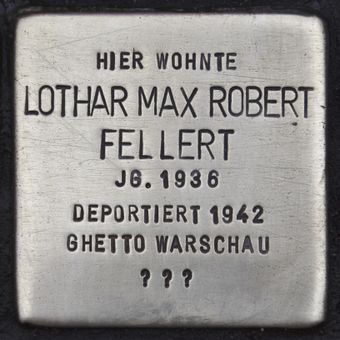 HIER WOHNTE
LOTHAR MAX ROBERT
FELLERT
JG. 1936
DEPORTIERT 1942
GHETTO WARSCHAU
? ? ?